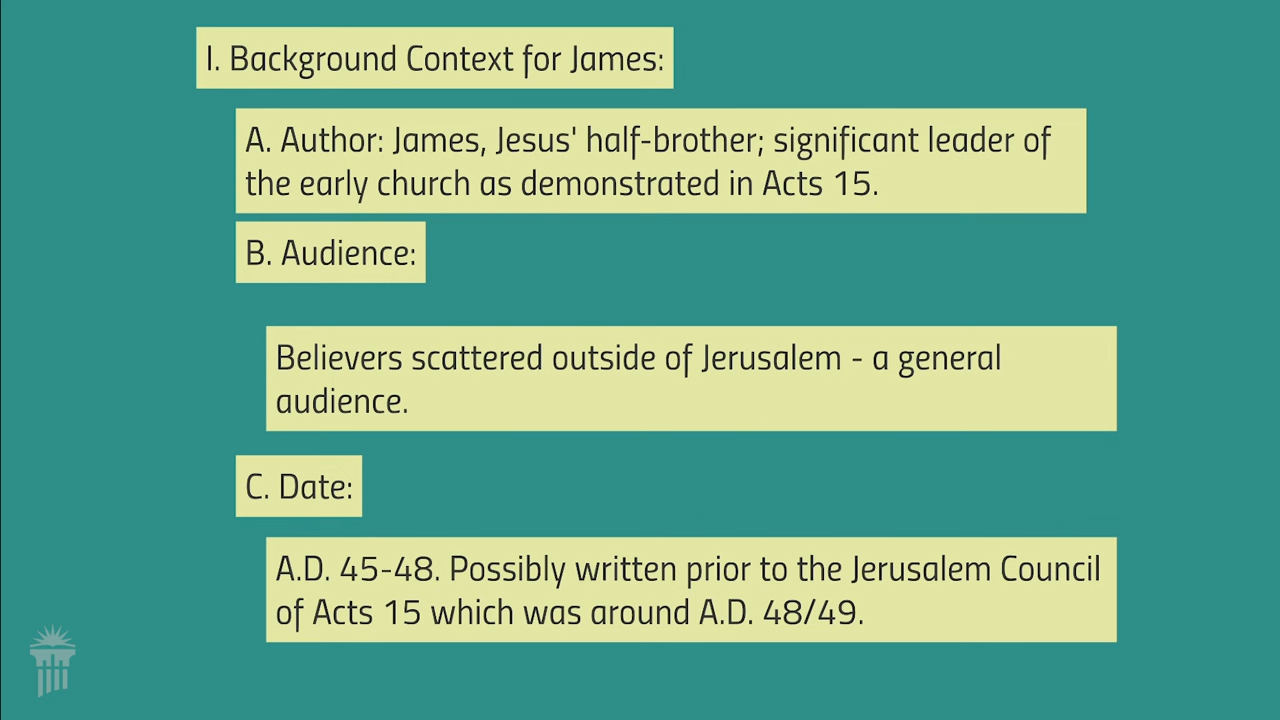 I. Background Context for James:
A. Author: James, Jesus' half-brother; significant leader of
the early church as demonstrated in Acts 15.
B. Audience:
Believers scattered outside of Jerusalem - a general
audience.
C. Date:
A.D. 45-48. Possibly written prior to the Jerusalem Council
of Acts 15 which was around A.D. 48/49.